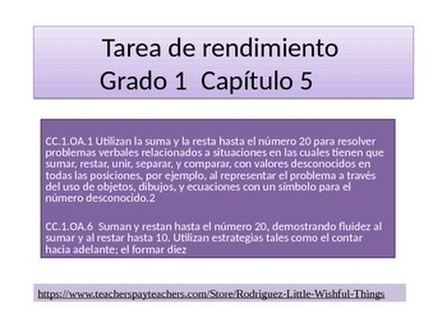 Tarea de rendimiento
Grado 1 Capítulo 5
CC.1.OA.1 Utilizan la suma y la resta hasta el número 20 para resolver
problemas verbales relacionados a situaciones en las cuales tienen que
sumar, restar, unir, separar, y comparar, con valores desconocidos en
todas las posiciones, por ejemplo, al representar el problema a través
del uso de objetos, dibujos, y ecuaciones con un símbolo para el
número desconocido.2
CC.1.OA.6 Suman y restan hasta el número 20, demostrando fluidez al
sumar y al restar hasta 10. Utilizan estrategias tales como el contar
hacia adelante; el formar diez
https://www.teacherspayteachers.com/Store/Rodriguez-Little-Wishful-Things